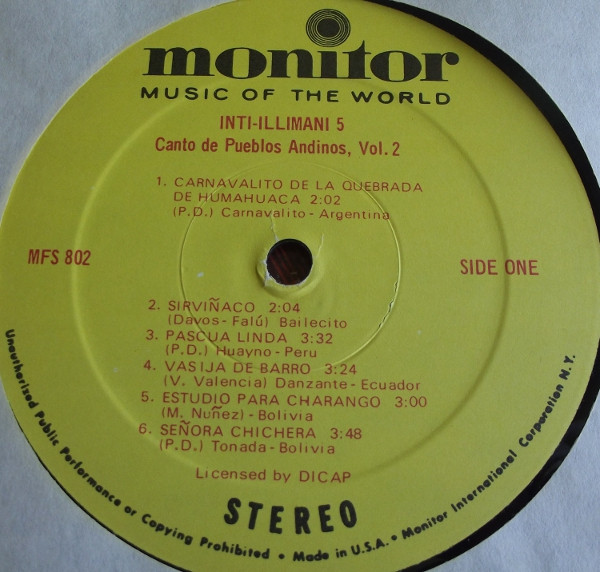 monitor
MUSIC OF THE WORLD
INTI-ILLIMANI 5
Canto de Pueblos Andinos, Vol. 2
1. CARNAVALITO DE LA QUEBRADA
DE HUMAHUACA 2:02
(P.D.) Carnavalito - Argentina
MFS 802
SIDE ONE
2. SIRVIÑACO 2:04
(Davos - Falú) Bailecito
3. PASCUA LINDA 3:32
(P.D.) Huayno - Peru
4. VASIJA DE BARRO 3:24
(V. Valencia) Danzante - Ecuador
5. ESTUDIO PARA CHARANGO 3:00
(M. Nuñez) - Bolivia
6. SEÑORA CHICHERA 3:48
(P.D.) Tonada - Bolivia
Licensed by DICAP
STEREO
Unauthorized Public Performance or Copying Prohibited • Made in U.S.A. • Monitor International Corporation N.Y.